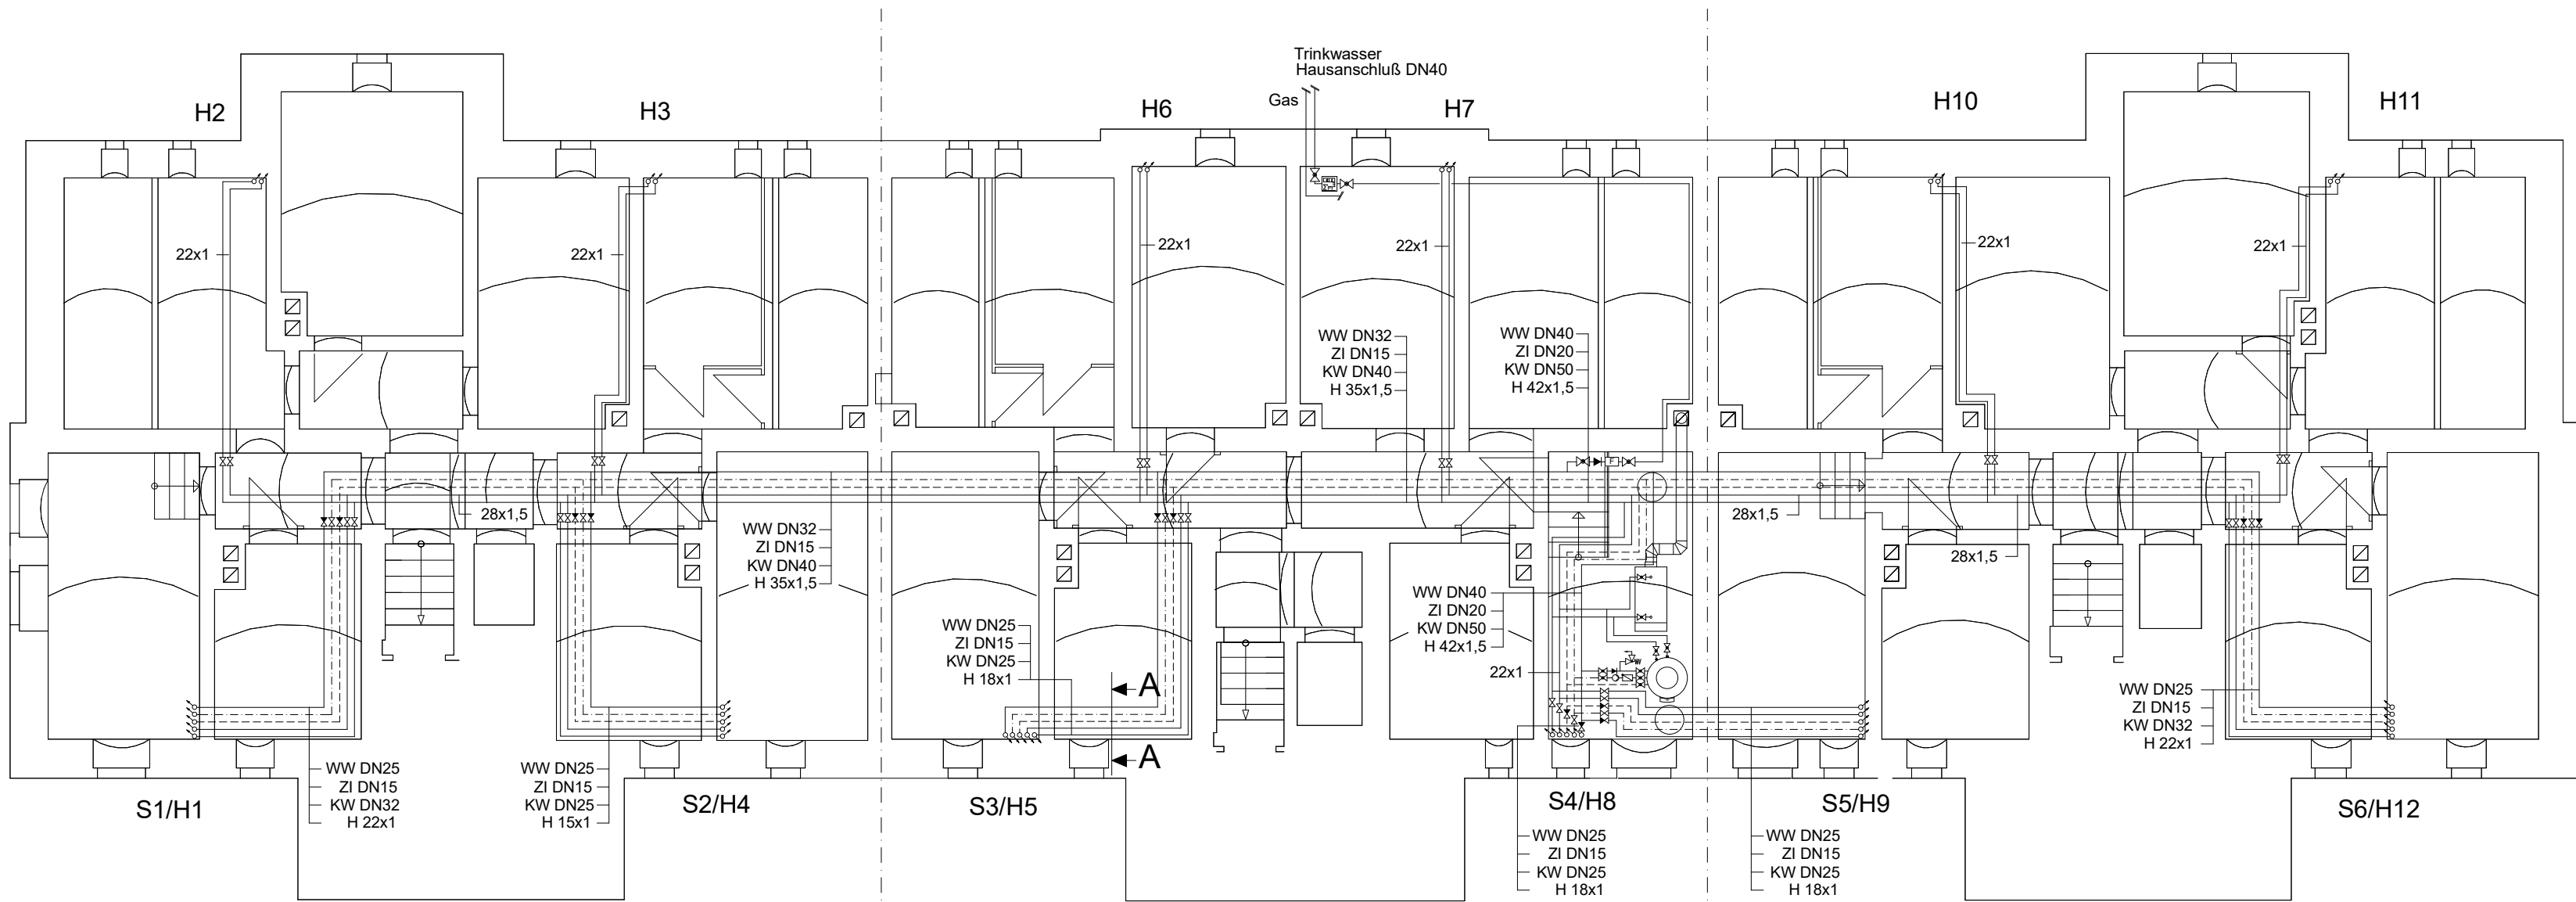 Trinkwasser
Hausanschluß DN40
Gas
H2
H3
H6
H7
H10
H11
22x1
22x1
22x1
22x1
22x1
22x1
WW DN32
ZI DN15
KW DN40
H 35x1,5
WW DN40
ZI DN20
KW DN50
H 42x1,5
28x1,5
WW DN32
ZI DN15
KW DN40
H 35x1,5
28x1,5
28x1,5
F
WW DN25
ZI DN15
KW DN25
H 18x1
A
A
WW DN40
ZI DN20
KW DN50
H 42x1,5
22x1
WW DN25
ZI DN15
KW DN32
H 22x1
WW DN25
ZI DN15
KW DN32
H 22x1
WW DN25
ZI DN15
KW DN25
H 15x1
S1/H1
S2/H4
S3/H5
S4/H8
S5/H9
S6/H12
WW DN25
ZI DN15
KW DN25
H 18x1
WW DN25
ZI DN15
KW DN25
H 18x1